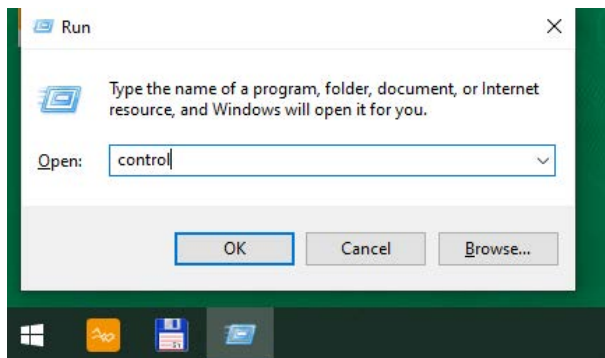 Run
Type the name of a program, folder, document, or Internet
resource, and Windows will open it for you.
Open: control
OK Cancel Browse...